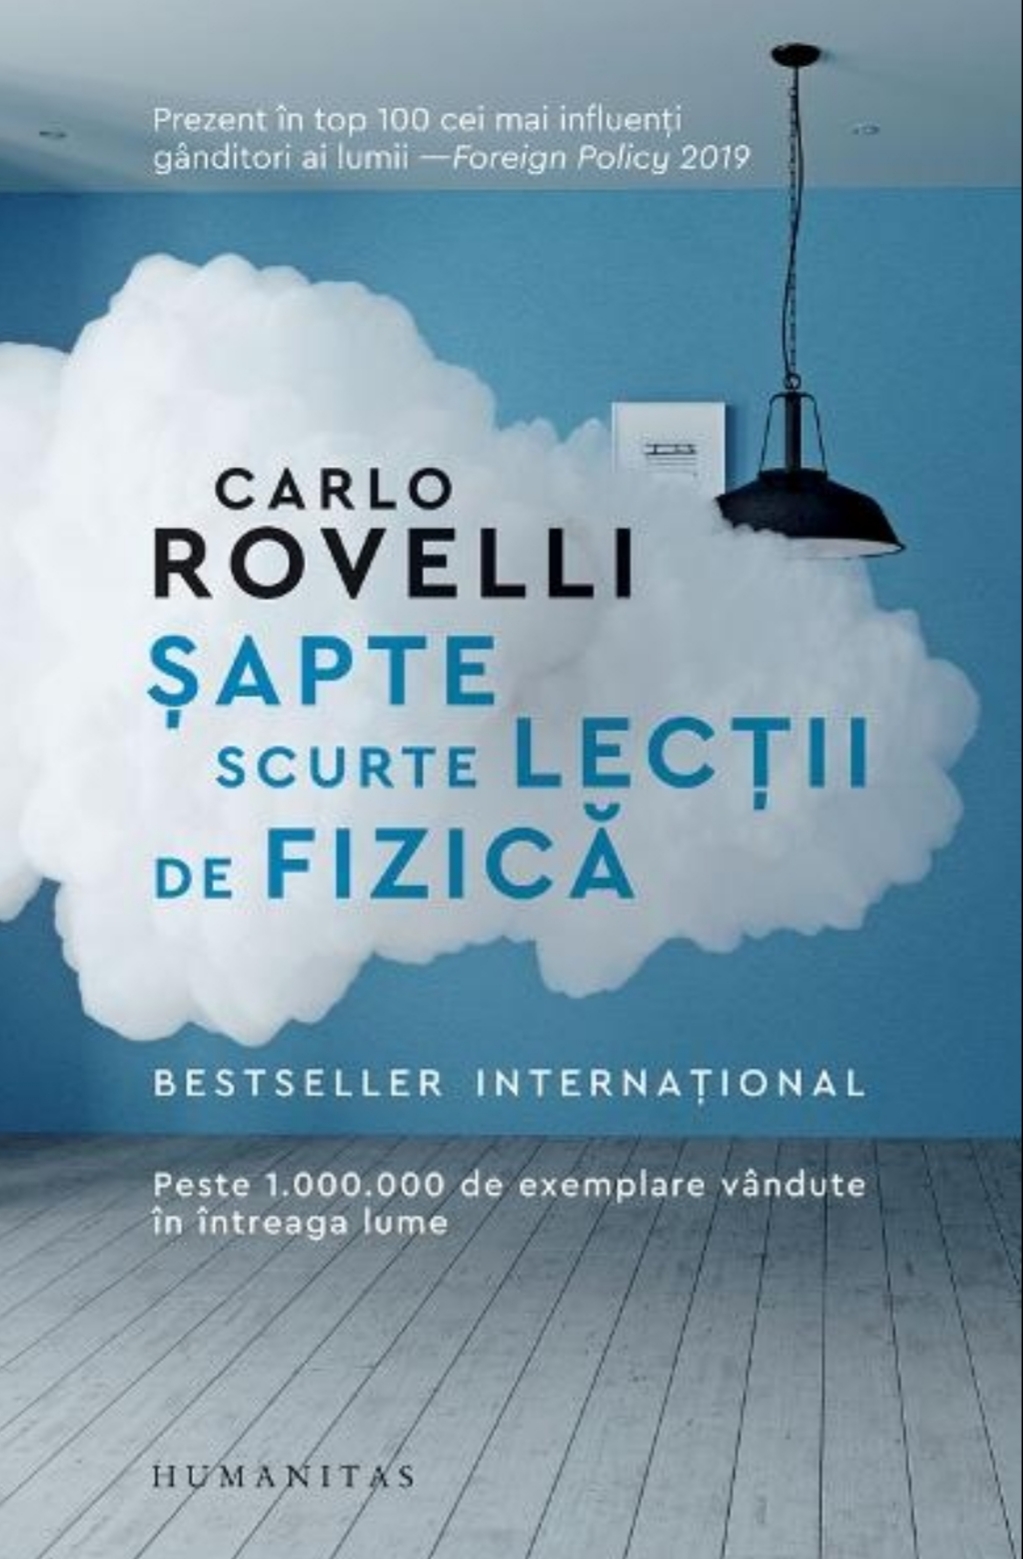 Prezent în top 100 cei mai influenți
gânditori ai lumii —Foreign Policy 2019
CARLO
ROVELLI
ȘAPTE
SCURTE LECȚII
DE FIZICĂ
BESTSELLER INTERNAȚIONAL
Peste 1.000.000 de exemplare vândute
în întreaga lume
HUMANITAS